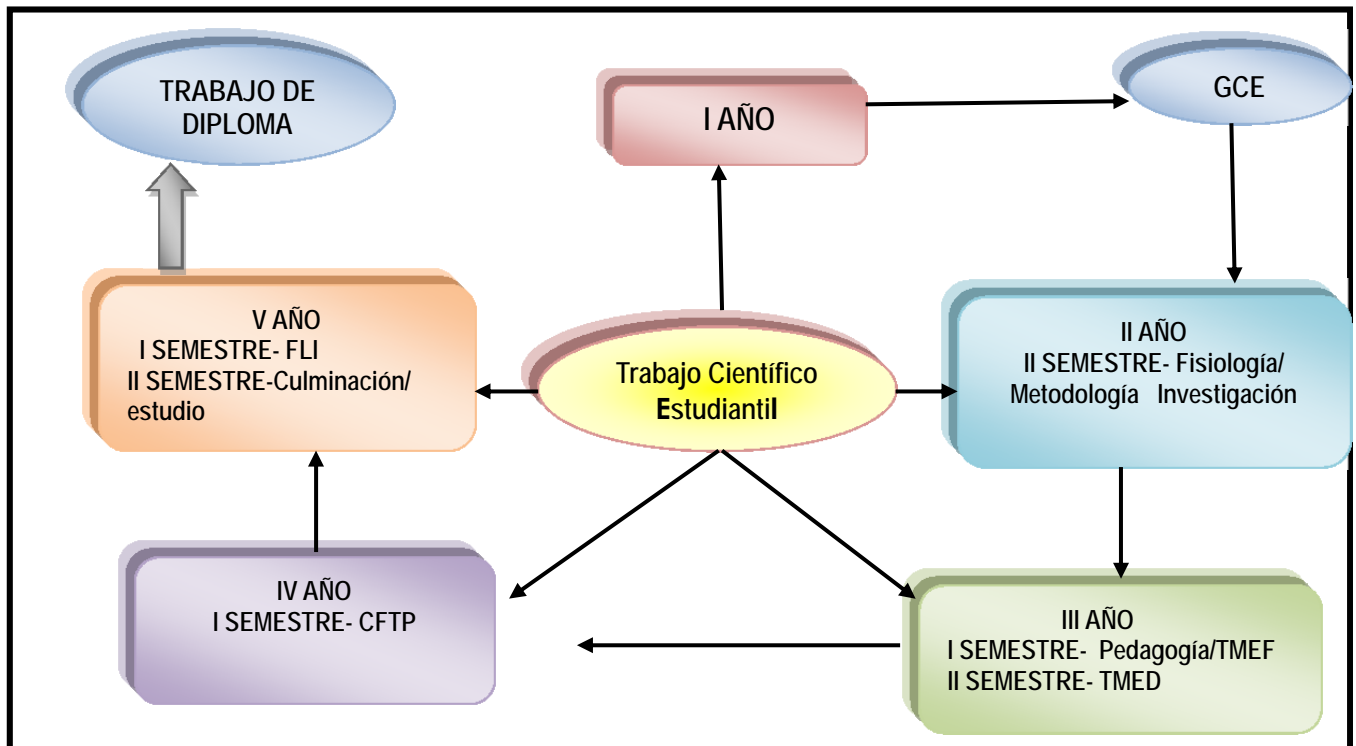 TRABAJO DE
DIPLOMA
I AÑO
GCE
V AÑO
I SEMESTRE- FLI
II SEMESTRE-Culminación/
estudio
Trabajo Científico
Estudiantil
II AÑO
II SEMESTRE- Fisiología/
Metodología Investigación
IV AÑO
I SEMESTRE- CFTP
III AÑO
I SEMESTRE- Pedagogía/TMEF
II SEMESTRE- TMED